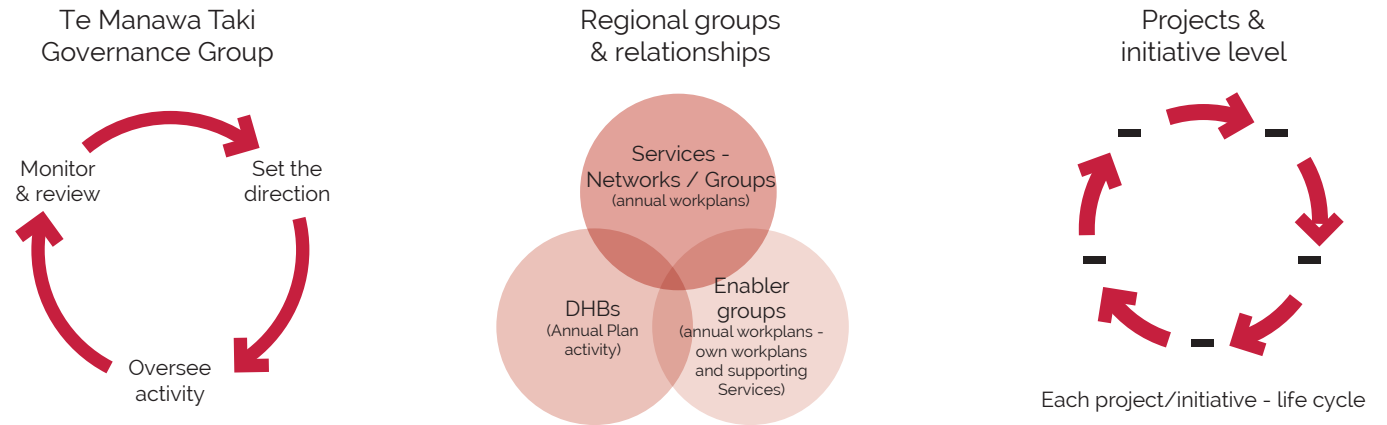 Te Manawa Taki
Governance Group
Monitor
& review
Set the
direction
Oversee
activity
Regional groups
& relationships
Services -
Networks / Groups
(annual workplans)
DHBs
(Annual Plan
activity)
Enabler
groups
(annual workplans -
own workplans
and supporting
Services)
Projects &
initiative level
Each project/initiative - life cycle